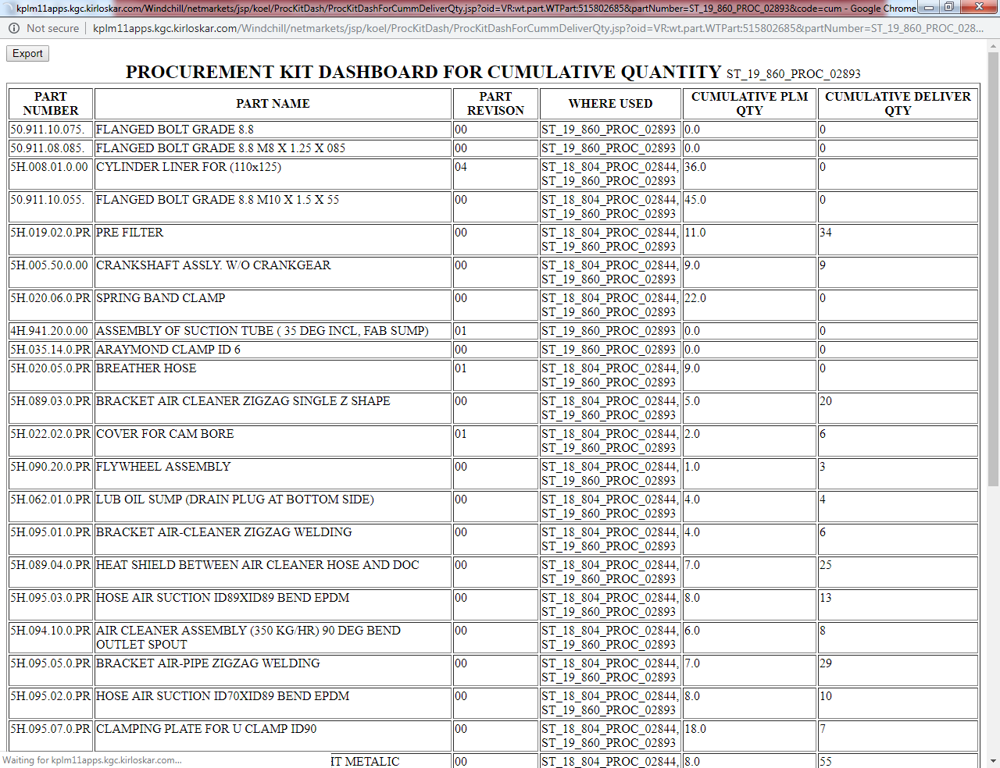 kplm11apps.kgc.kirloskar.com/Windchill/netmarkets/jsp/koel/ProcKitDash/ProcKitDashForCummDeliverQty.jsp?oid=VR:wt.part.WTPart:515802685&partNumber=ST_19_860_PROC_02893&code=cum - Google Chrome
Not secure | kplm11apps.kgc.kirloskar.com/Windchill/netmarkets/jsp/koel/ProcKitDash/ProcKitDashForCummDeliverQty.jsp?oid=VR:wt.part.WTPart:515802685&partNumber=ST_19_860_PROC_028...
Export
PROCUREMENT KIT DASHBOARD FOR CUMULATIVE QUANTITY ST_19_860_PROC_02893
PART NUMBER PART NAME PART REVISON WHERE USED CUMULATIVE PLM QTY CUMULATIVE DELIVER QTY
50.911.10.075. FLANGED BOLT GRADE 8.8 00 ST_19_860_PROC_02893 0.0 0
50.911.08.085. FLANGED BOLT GRADE 8.8 M8 X 1.25 X 085 00 ST_19_860_PROC_02893 0.0 0
5H.008.01.0.00 CYLINDER LINER FOR (110x125) 04 ST_18_804_PROC_02844, 36.0 0
ST_19_860_PROC_02893
50.911.10.055. FLANGED BOLT GRADE 8.8 M10 X 1.5 X 55 00 ST_18_804_PROC_02844, 45.0 0
ST_19_860_PROC_02893
5H.019.02.0.PR PRE FILTER 00 ST_18_804_PROC_02844, 11.0 34
ST_19_860_PROC_02893
5H.005.50.0.00 CRANKSHAFT ASSLY. W/O CRANKGEAR 00 ST_18_804_PROC_02844, 9.0 9
ST_19_860_PROC_02893
5H.020.06.0.PR SPRING BAND CLAMP 00 ST_18_804_PROC_02844, 22.0 0
ST_19_860_PROC_02893
4H.941.20.0.00 ASSEMBLY OF SUCTION TUBE ( 35 DEG INCL, FAB SUMP) 01 ST_19_860_PROC_02893 0.0 0
5H.035.14.0.PR ARAYMOND CLAMP ID 6 00 ST_19_860_PROC_02893 0.0 0
5H.020.05.0.PR BREATHER HOSE 01 ST_18_804_PROC_02844, 9.0 0
ST_19_860_PROC_02893
5H.089.03.0.PR BRACKET AIR CLEANER ZIGZAG SINGLE Z SHAPE 00 ST_18_804_PROC_02844, 5.0 20
ST_19_860_PROC_02893
5H.022.02.0.PR COVER FOR CAM BORE 01 ST_18_804_PROC_02844, 2.0 6
ST_19_860_PROC_02893
5H.090.20.0.PR FLYWHEEL ASSEMBLY 00 ST_18_804_PROC_02844, 1.0 3
ST_19_860_PROC_02893
5H.062.01.0.PR LUB OIL SUMP (DRAIN PLUG AT BOTTOM SIDE) 00 ST_18_804_PROC_02844, 4.0 4
ST_19_860_PROC_02893
5H.095.01.0.PR BRACKET AIR-CLEANER ZIGZAG WELDING 00 ST_18_804_PROC_02844, 4.0 6
ST_19_860_PROC_02893
5H.089.04.0.PR HEAT SHIELD BETWEEN AIR CLEANER HOSE AND DOC 00 ST_18_804_PROC_02844, 7.0 25
ST_19_860_PROC_02893
5H.095.03.0.PR HOSE AIR SUCTION ID89XID89 BEND EPDM 00 ST_18_804_PROC_02844, 8.0 13
ST_19_860_PROC_02893
5H.094.10.0.PR AIR CLEANER ASSEMBLY (350 KG/HR) 90 DEG BEND 00 ST_18_804_PROC_02844, 6.0 8
OUTLET SPOUT ST_19_860_PROC_02893
5H.095.05.0.PR BRACKET AIR-PIPE ZIGZAG WELDING 00 ST_18_804_PROC_02844, 7.0 29
ST_19_860_PROC_02893
5H.095.02.0.PR HOSE AIR SUCTION ID70XID89 BEND EPDM 00 ST_18_804_PROC_02844, 8.0 10
ST_19_860_PROC_02893
5H.095.07.0.PR CLAMPING PLATE FOR U CLAMP ID90 00 ST_18_804_PROC_02844, 18.0 7
ST_19_860_PROC_02893
Waiting for kplm11apps.kgc.kirloskar.com... METALIC 00 ST_18_804_PROC_02844, 8.0 55